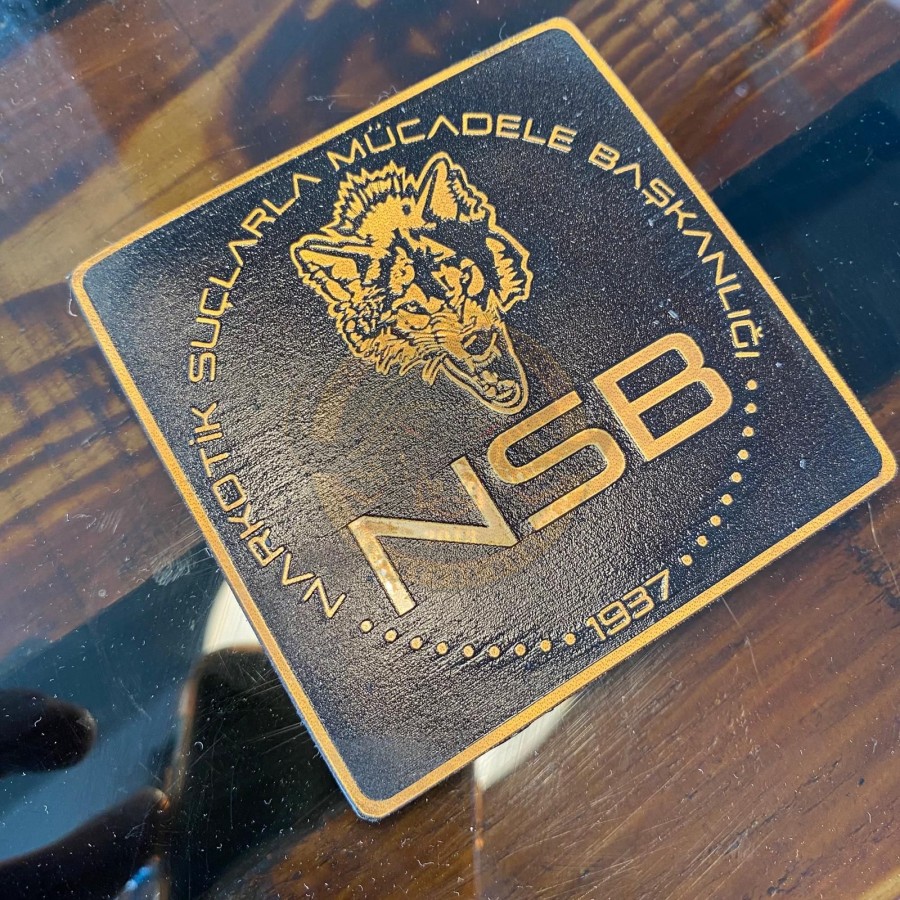 NARKOTİK SUÇLARLA MÜCADELE BAŞKANLIĞI
NSB
1937